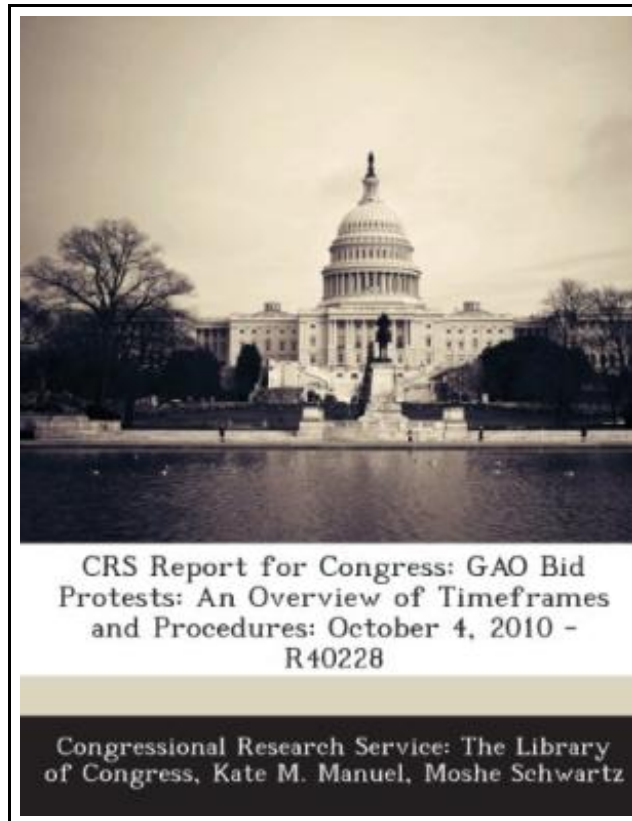 CRS Report for Congress: GAO Bid
Protests: An Overview of Timeframes
and Procedures: October 4, 2010 -
R40228
Congressional Research Service: The Library
of Congress, Kate M. Manuel, Moshe Schwartz